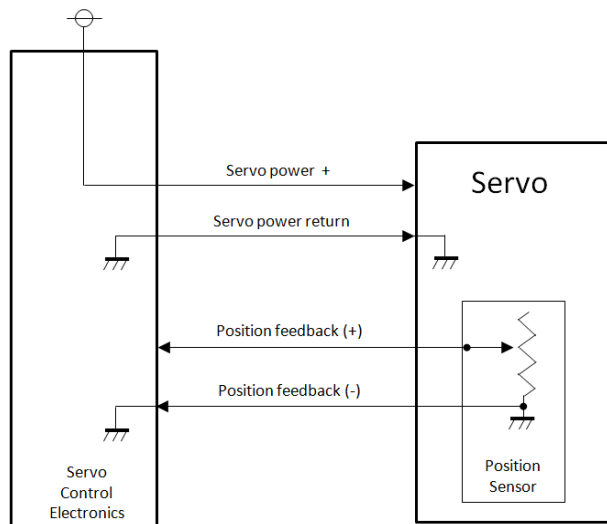 Servo power +
Servo
Servo power return
Position feedback (+)
Position feedback (-)
Servo
Control
Electronics
Position
Sensor